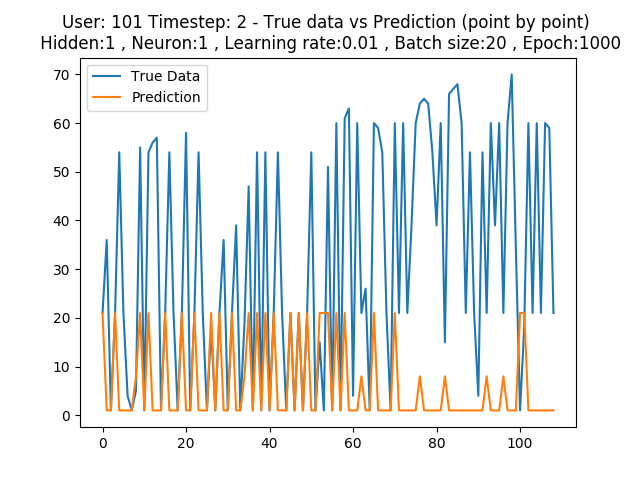 User: 101 Timestep: 2 - True data vs Prediction (point by point)
Hidden:1 , Neuron:1 , Learning rate:0.01 , Batch size:20 , Epoch:1000
True Data
Prediction
70
60
50
40
30
20
10
0
0 20 40 60 80 100